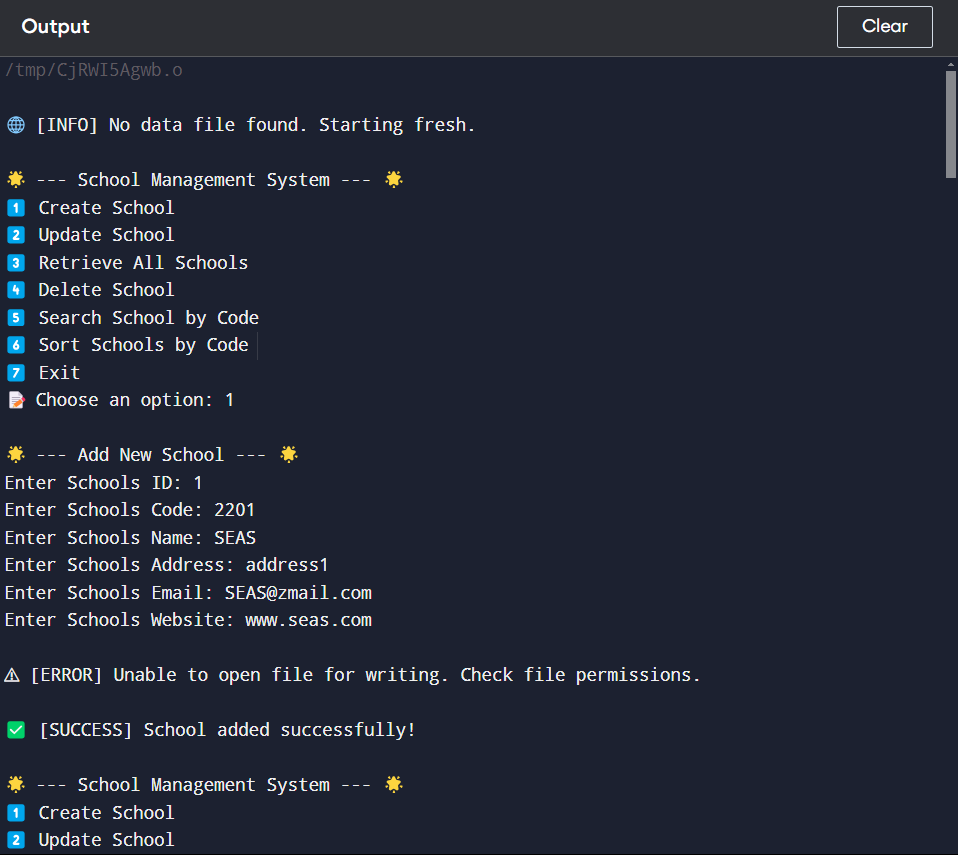 Output
Clear
/tmp/CjRWI5Agwb.o
🌐 [INFO] No data file found. Starting fresh.
🌟 --- School Management System --- 🌟
1️⃣ Create School
2️⃣ Update School
3️⃣ Retrieve All Schools
4️⃣ Delete School
5️⃣ Search School by Code
6️⃣ Sort Schools by Code
7️⃣ Exit
📝 Choose an option: 1
🌟 --- Add New School --- 🌟
Enter Schools ID: 1
Enter Schools Code: 2201
Enter Schools Name: SEAS
Enter Schools Address: address1
Enter Schools Email: SEAS@zmail.com
Enter Schools Website: www.seas.com
⚠ [ERROR] Unable to open file for writing. Check file permissions.
✅ [SUCCESS] School added successfully!
🌟 --- School Management System --- 🌟
1️⃣ Create School
2️⃣ Update School